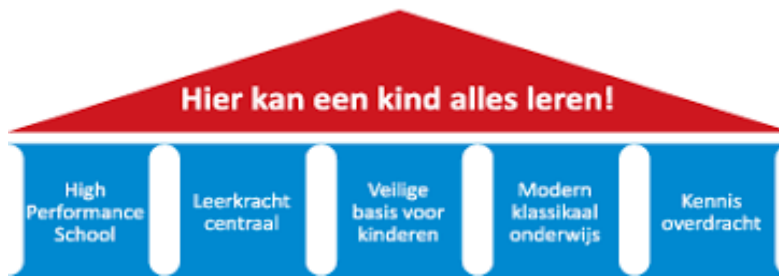 Hier kan een kind alles leren!
High
Performance
School
Leerkracht
centraal
Veilige
basis voor
kinderen
Modern
klassikaal
onderwijs
Kennis
overdracht